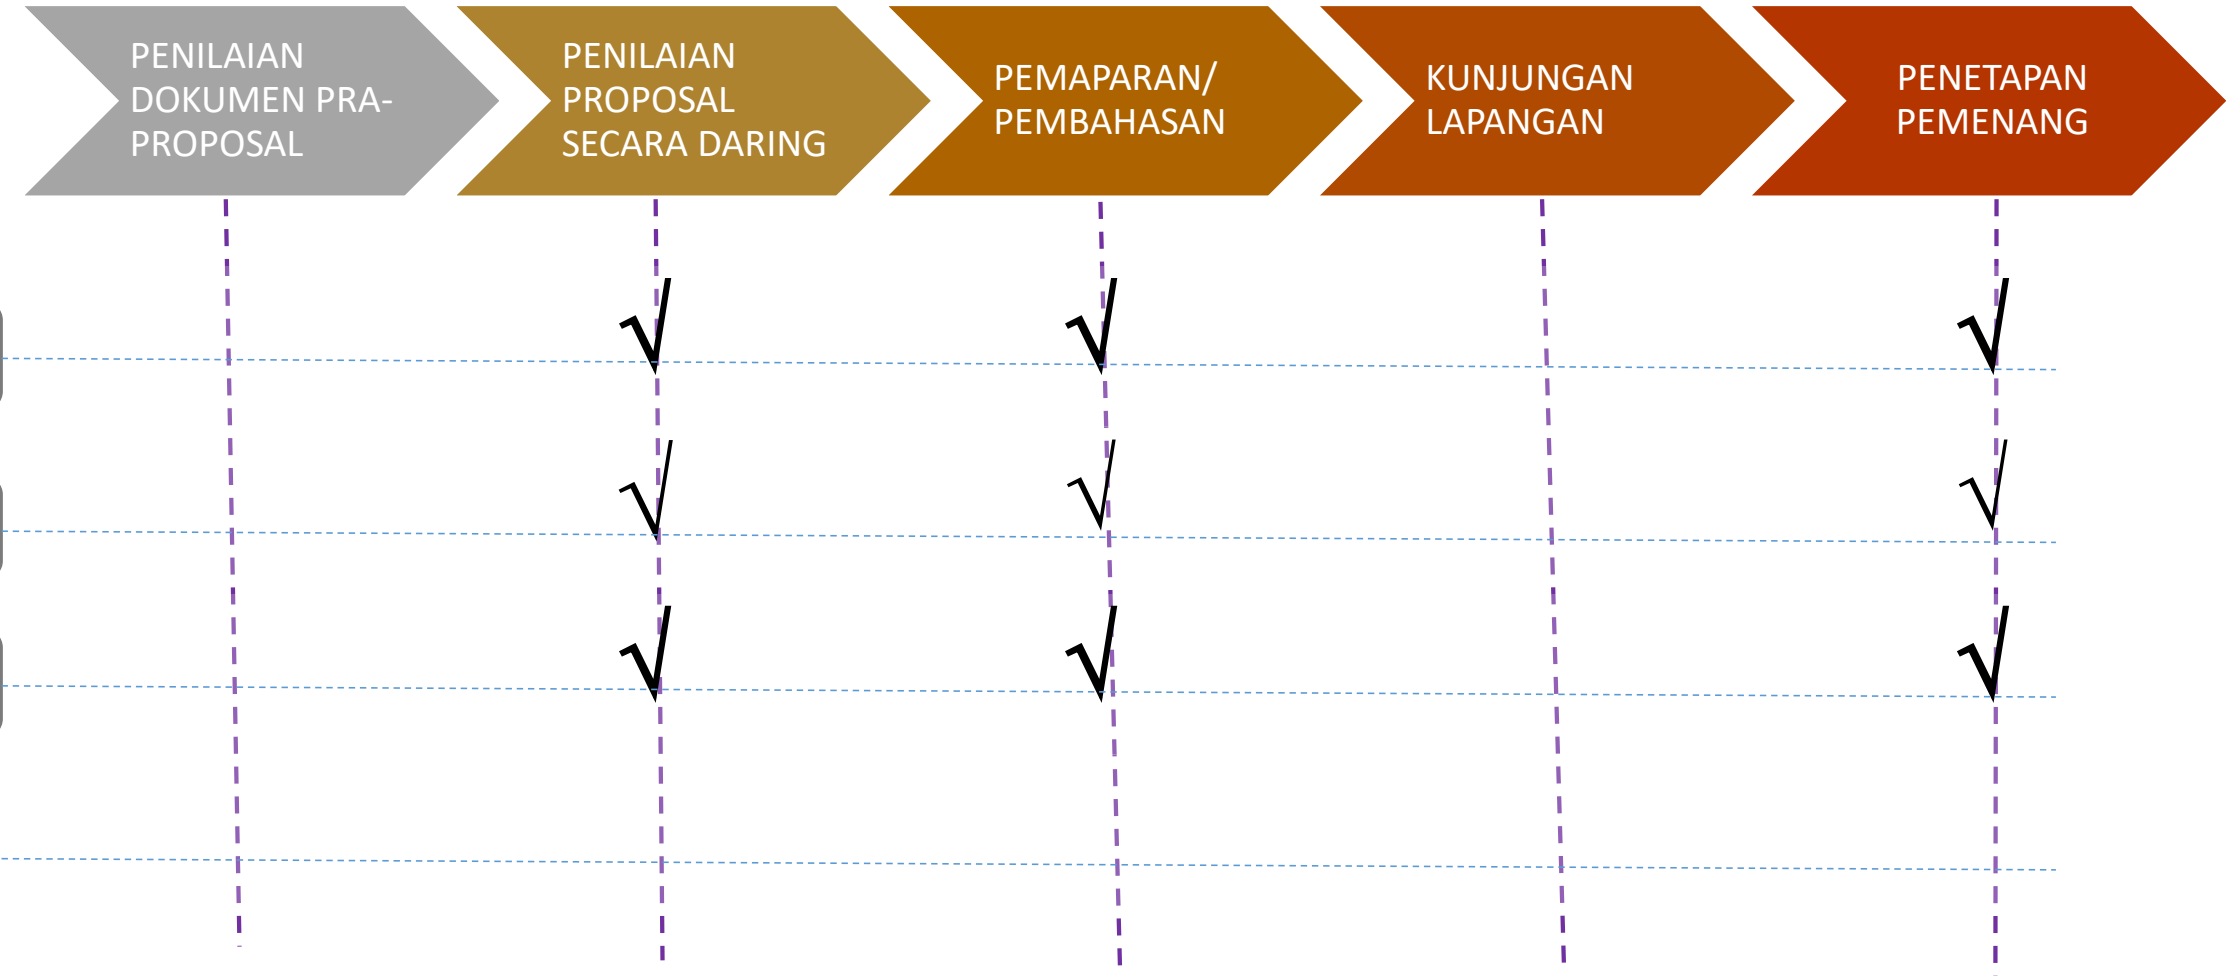 PENILAIAN
DOKUMEN PRA-
PROPOSAL
PENILAIAN
PROPOSAL
SECARA DARING
PEMAPARAN/
PEMBAHASAN
KUNJUNGAN
LAPANGAN
PENETAPAN
PEMENANG
√ √ √
√ √ √
√ √ √